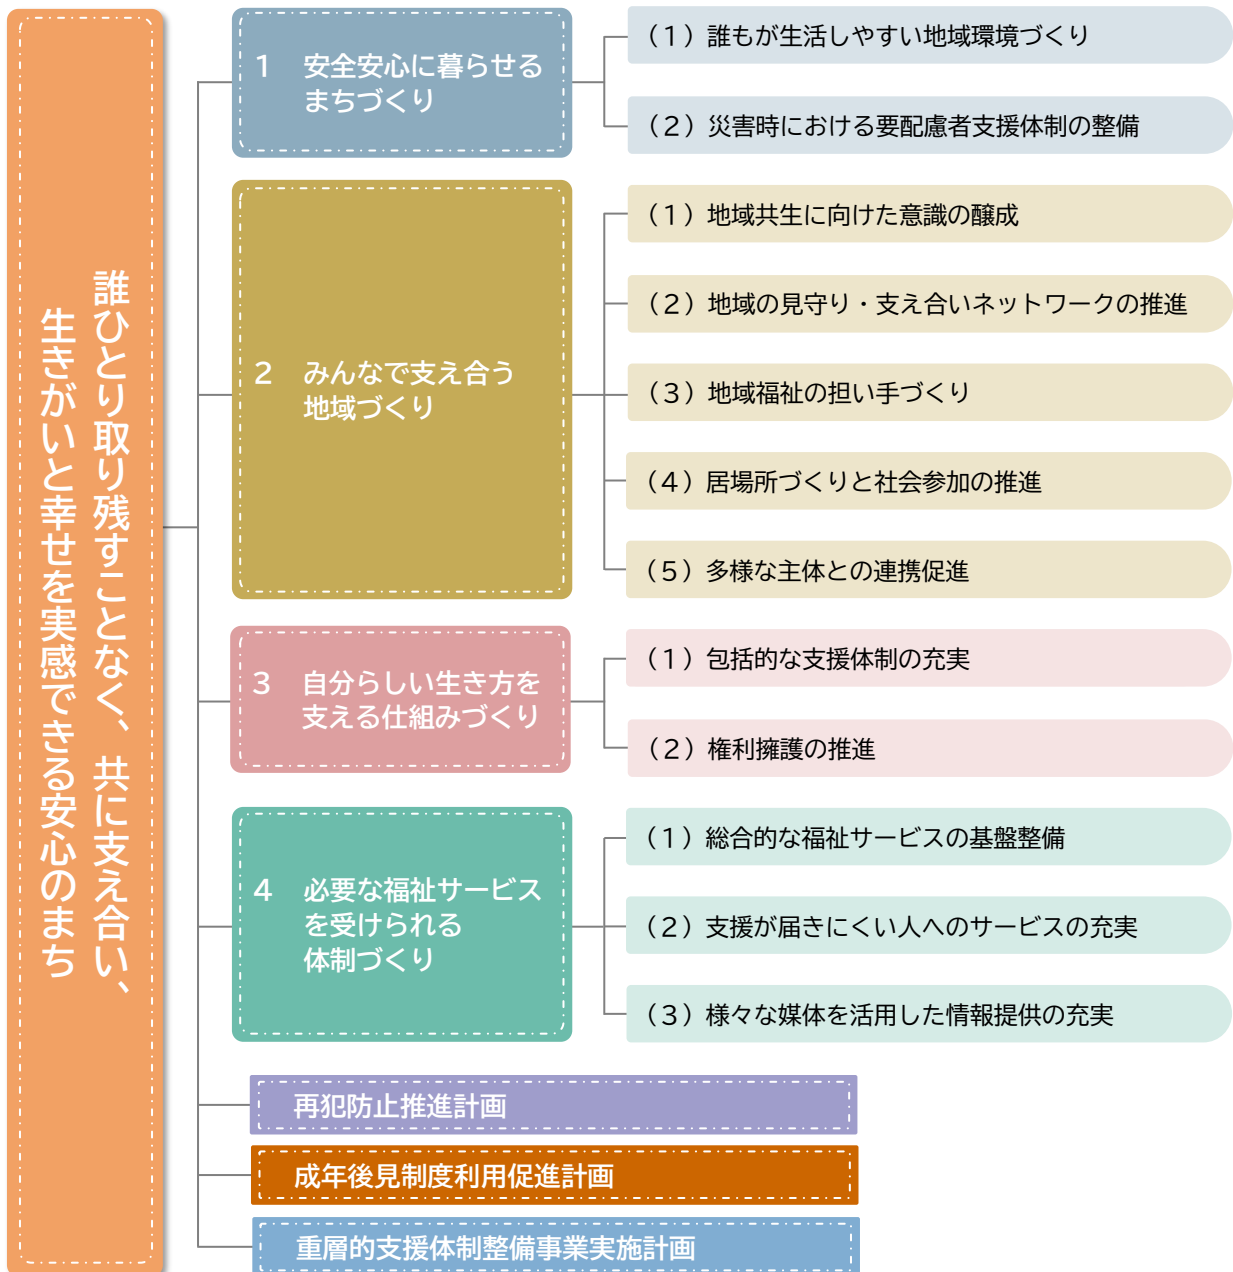 誰ひとり取り残すことなく、共に支え合い、
生きがいと幸せを実感できる安心のまち
1 安全安心に暮らせる
まちづくり
（1）誰もが生活しやすい地域環境づくり
（2）災害時における要配慮者支援体制の整備
2 みんなで支え合う
地域づくり
（1）地域共生に向けた意識の醸成
（2）地域の見守り・支え合いネットワークの推進
（3）地域福祉の担い手づくり
（4）居場所づくりと社会参加の推進
（5）多様な主体との連携促進
3 自分らしい生き方を
支える仕組みづくり
（1）包括的な支援体制の充実
（2）権利擁護の推進
4 必要な福祉サービス
を受けられる
体制づくり
（1）総合的な福祉サービスの基盤整備
（2）支援が届きにくい人へのサービスの充実
（3）様々な媒体を活用した情報提供の充実
再犯防止推進計画
成年後見制度利用促進計画
重層的支援体制整備事業実施計画